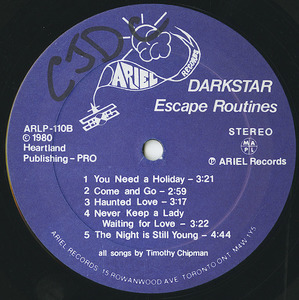 CJDC
ARIEL
RECORDS
DARKSTAR
Escape Routines
ARLP-110B
© 1980
Heartland
Publishing - PRO
STEREO
MA
PL
℗ ARIEL Records
1 You Need a Holiday - 3:21
2 Come and Go - 2:59
3 Haunted Love - 3:17
4 Never Keep a Lady
Waiting for Love - 3:22
5 The Night is Still Young - 4:44
all songs by Timothy Chipman
ARIEL RECORDS 15 ROWANWOOD AVE. TORONTO ONT. M4W 1Y5